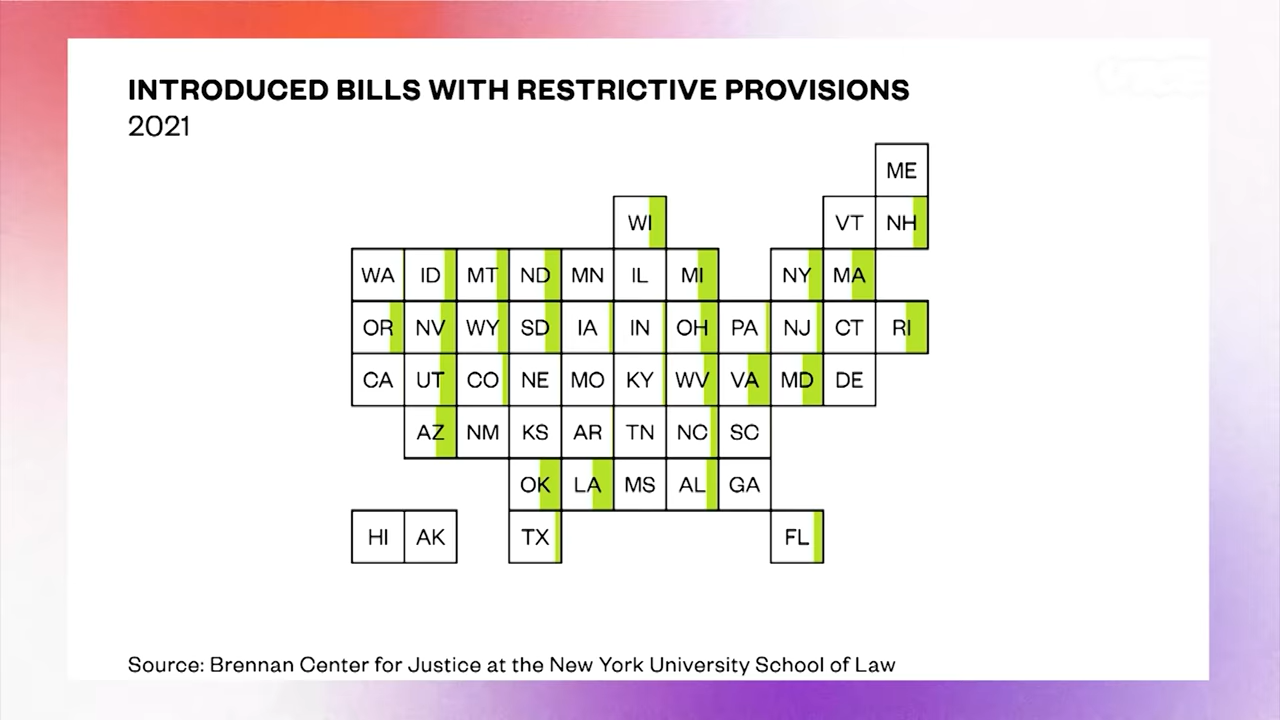 INTRODUCED BILLS WITH RESTRICTIVE PROVISIONS
2021
ME
WI VT NH
WA ID MT ND MN IL MI NY MA
OR NV WY SD IA IN OH PA NJ CT RI
CA UT CO NE MO KY WV VA MD DE
AZ NM KS AR TN NC SC
OK LA MS AL GA
HI AK TX FL
Source: Brennan Center for Justice at the New York University School of Law